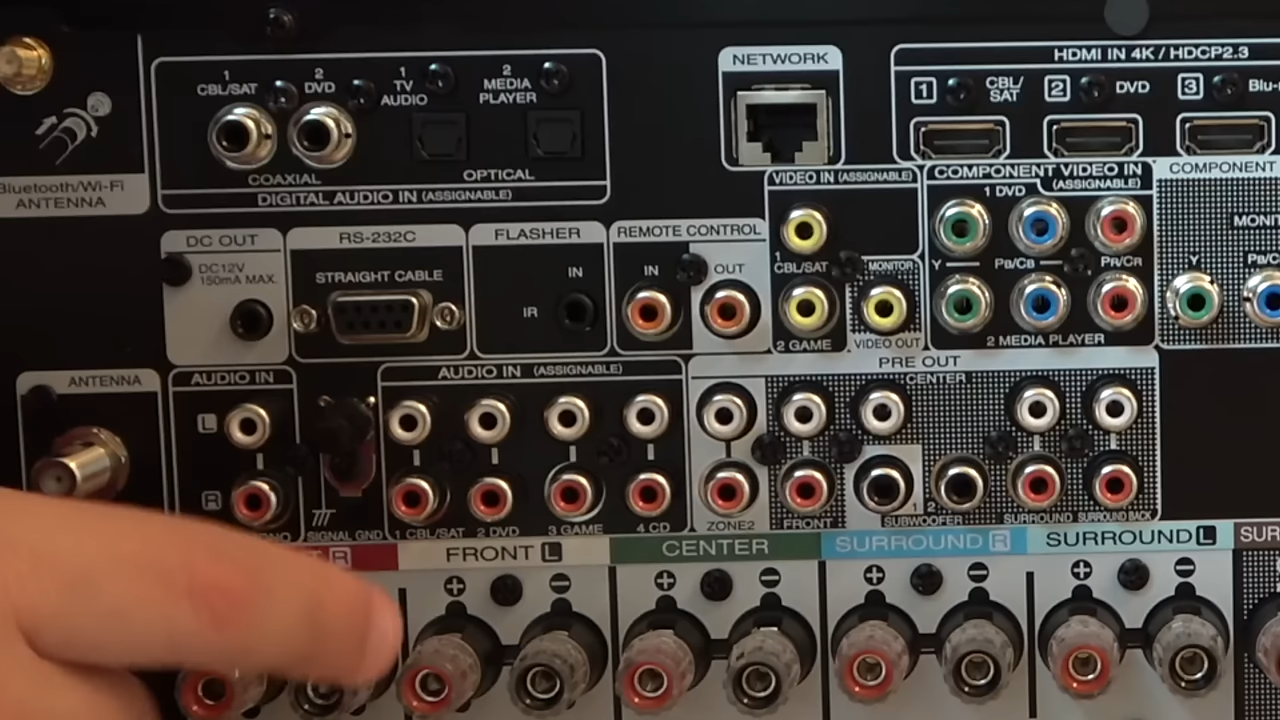 HDMI IN 4K / HDCP2.3
NETWORK
1 CBL/SAT
2 DVD
1 TV AUDIO
2 MEDIA PLAYER
1 CBL/SAT
2 DVD
3
COAXIAL
OPTICAL
DIGITAL AUDIO IN (ASSIGNABLE)
Bluetooth/Wi-Fi
ANTENNA
VIDEO IN (ASSIGNABLE)
COMPONENT VIDEO IN
(ASSIGNABLE)
1 DVD
COMPONENT
DC OUT
RS-232C
FLASHER
REMOTE CONTROL
DC12V
150mA MAX.
STRAIGHT CABLE
IN
IR
IN
OUT
1
CBL/SAT
MONITOR
Y
PB/CB
PR/CR
Y
2 GAME
VIDEO OUT
2 MEDIA PLAYER
ANTENNA
AUDIO IN
AUDIO IN (ASSIGNABLE)
PRE OUT
CENTER
L
R
SIGNAL GND
1 CBL/SAT
2 DVD
3 GAME
4 CD
ZONE2
FRONT
1
2
SUBWOOFER
SURROUND
SURROUND BACK
R
FRONT L
CENTER
SURROUND R
SURROUND L
+ −
+ −
+ −
+ −